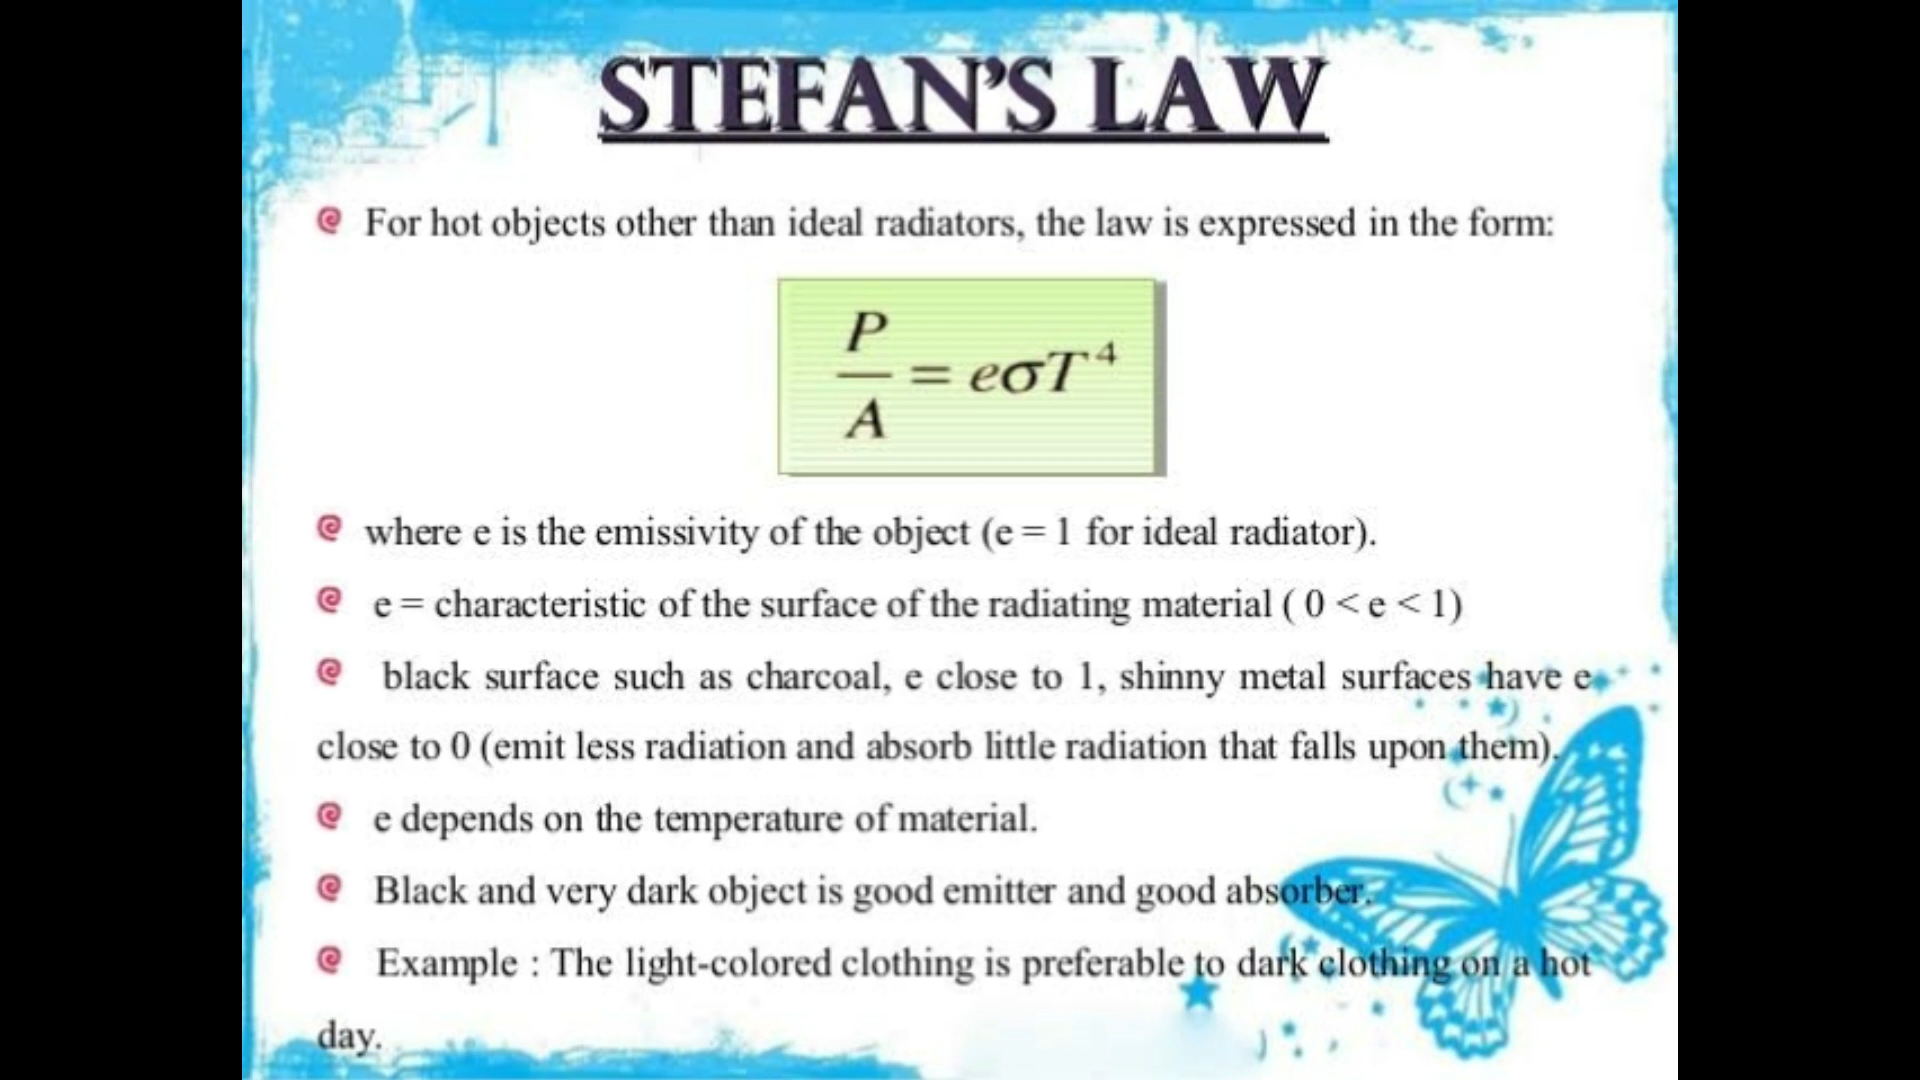 STEFAN'S LAW
For hot objects other than ideal radiators, the law is expressed in the form:
P
— = eσT⁴
A
where e is the emissivity of the object (e = 1 for ideal radiator).
e = characteristic of the surface of the radiating material ( 0 < e < 1)
black surface such as charcoal, e close to 1, shinny metal surfaces have e
close to 0 (emit less radiation and absorb little radiation that falls upon them).
e depends on the temperature of material.
Black and very dark object is good emitter and good absorber.
Example : The light-colored clothing is preferable to dark clothing on a hot
day.